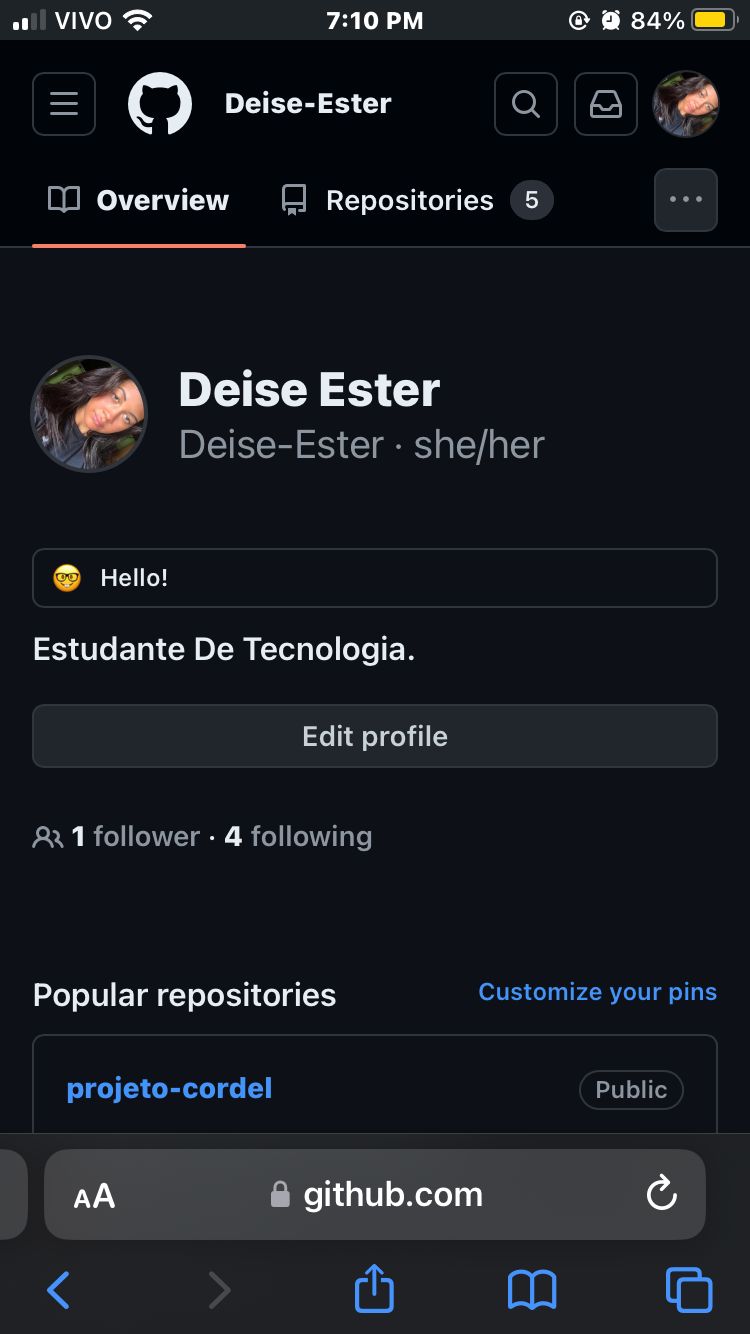 VIVO 7:10 PM 84%
Deise-Ester
Overview Repositories 5
Deise Ester
Deise-Ester · she/her
🤓 Hello!
Estudante De Tecnologia.
Edit profile
1 follower · 4 following
Popular repositories Customize your pins
projeto-cordel Public
AA github.com